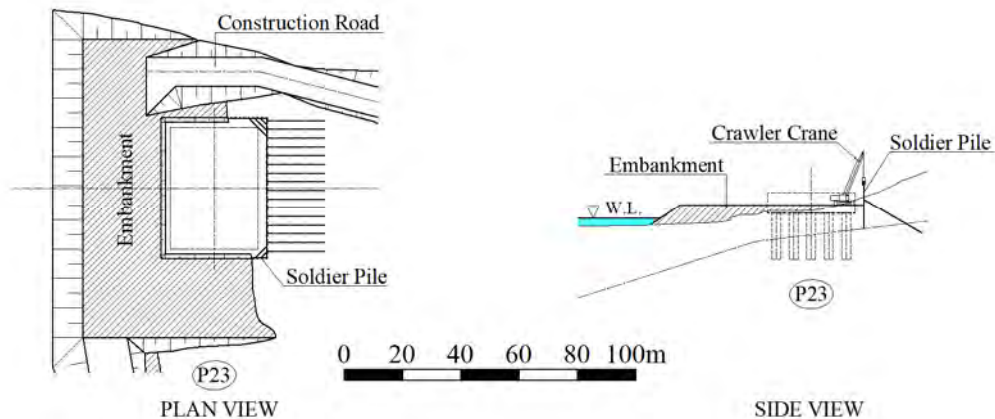 Construction Road
Embankment
Soldier Pile
P23
PLAN VIEW
0 20 40 60 80 100m
Crawler Crane
Soldier Pile
Embankment
W.L.
P23
SIDE VIEW